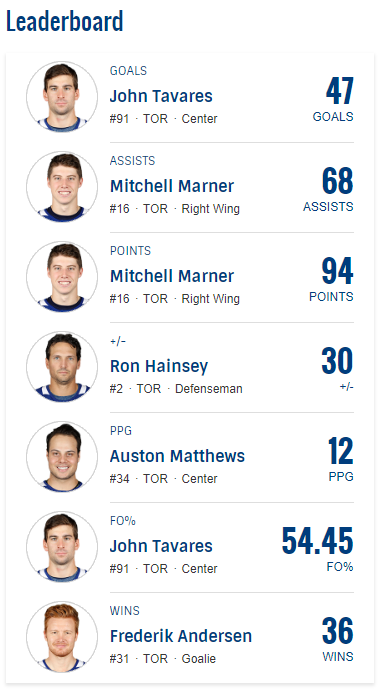 Leaderboard
GOALS
John Tavares
#91 · TOR · Center
47
GOALS
ASSISTS
Mitchell Marner
#16 · TOR · Right Wing
68
ASSISTS
POINTS
Mitchell Marner
#16 · TOR · Right Wing
94
POINTS
+/-
Ron Hainsey
#2 · TOR · Defenseman
30
+/-
PPG
Auston Matthews
#34 · TOR · Center
12
PPG
FO%
John Tavares
#91 · TOR · Center
54.45
FO%
WINS
Frederik Andersen
#31 · TOR · Goalie
36
WINS